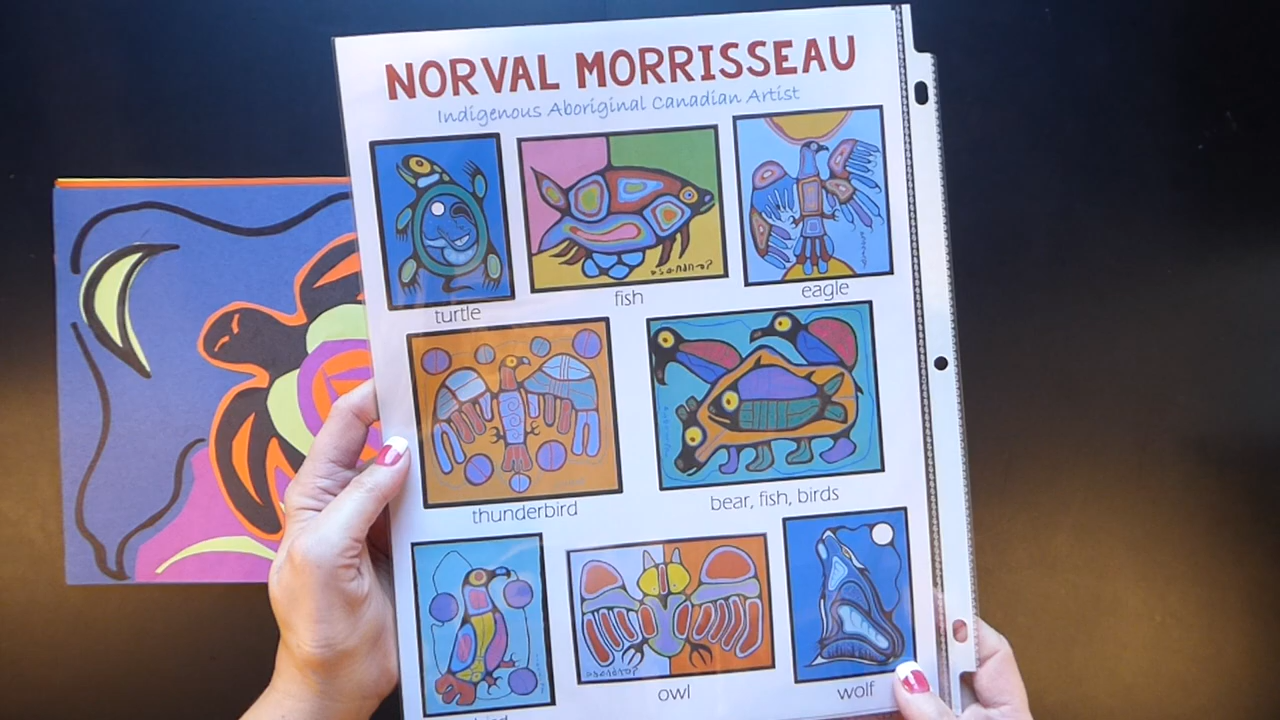 NORVAL MORRISSEAU
Indigenous Aboriginal Canadian Artist
turtle
fish
eagle
thunderbird
bear, fish, birds
owl
wolf